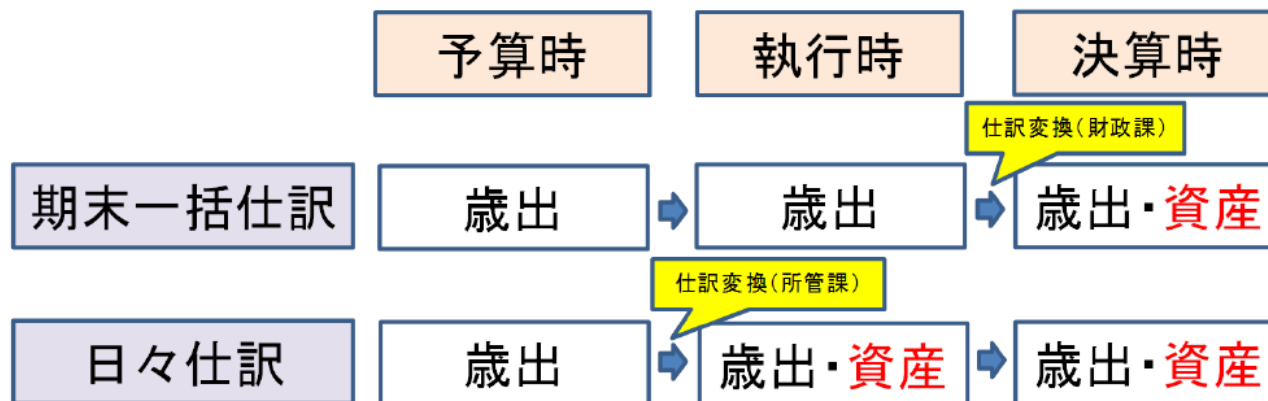 予算時
執行時
決算時
仕訳変換(財政課)
期末一括仕訳
歳出
歳出
歳出・資産
仕訳変換(所管課)
日々仕訳
歳出
歳出・資産
歳出・資産